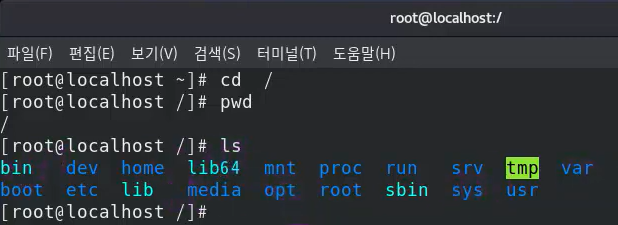 root@localhost:/
파일(F) 편집(E) 보기(V) 검색(S) 터미널(T) 도움말(H)
[root@localhost ~]# cd  /
[root@localhost /]# pwd
/
[root@localhost /]# ls
bin   dev  home  lib64  mnt  proc  run   srv  tmp  var
boot  etc  lib   media  opt  root  sbin  sys  usr
[root@localhost /]#